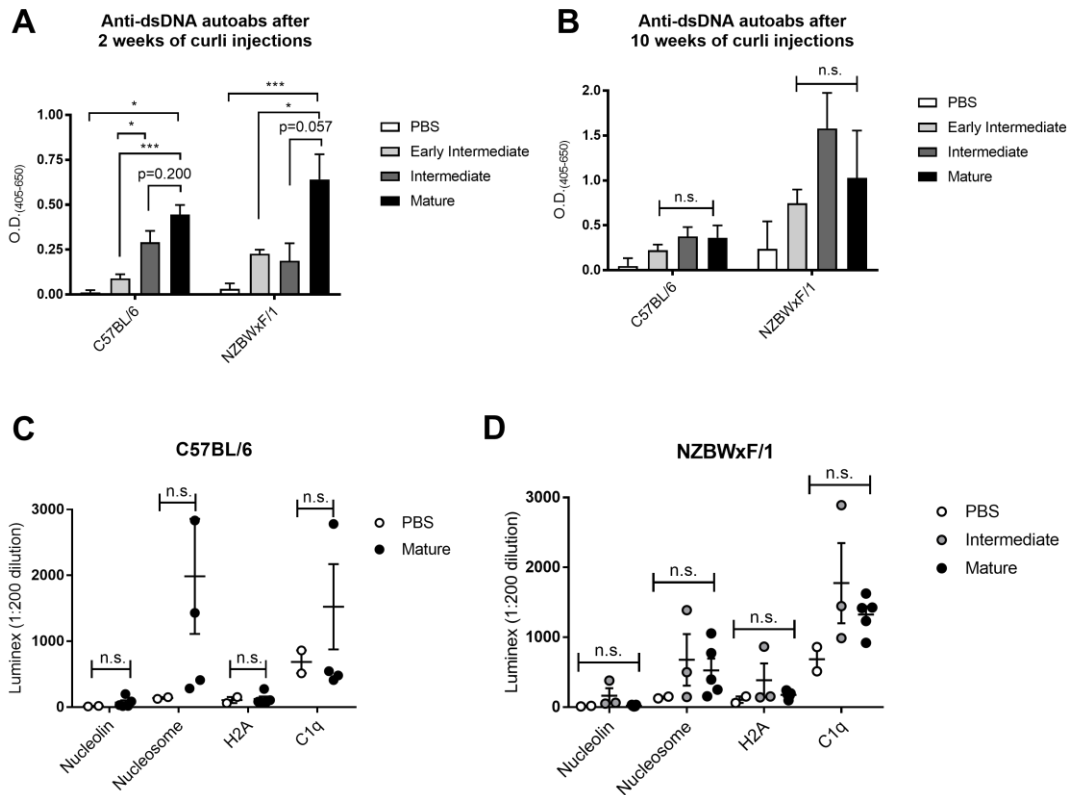 A
Anti-dsDNA autoabs after
2 weeks of curli injections
***
*
*
*
p=0.057
***
p=0.200
1.00
0.75
0.50
0.25
0.00
O.D.(405-650)
C57BL/6
NZBWxF/1
PBS
Early Intermediate
Intermediate
Mature
B
Anti-dsDNA autoabs after
10 weeks of curli injections
n.s.
n.s.
2.0
1.5
1.0
0.5
0.0
O.D.(405-650)
C57BL/6
NZBWxF/1
PBS
Early Intermediate
Intermediate
Mature
C
C57BL/6
n.s.
n.s.
n.s.
n.s.
3000
2000
1000
0
Luminex (1:200 dilution)
Nucleolin
Nucleosome
H2A
C1q
PBS
Mature
D
NZBWxF/1
n.s.
n.s.
n.s.
n.s.
3000
2000
1000
0
Luminex (1:200 dilution)
Nucleolin
Nucleosome
H2A
C1q
PBS
Intermediate
Mature